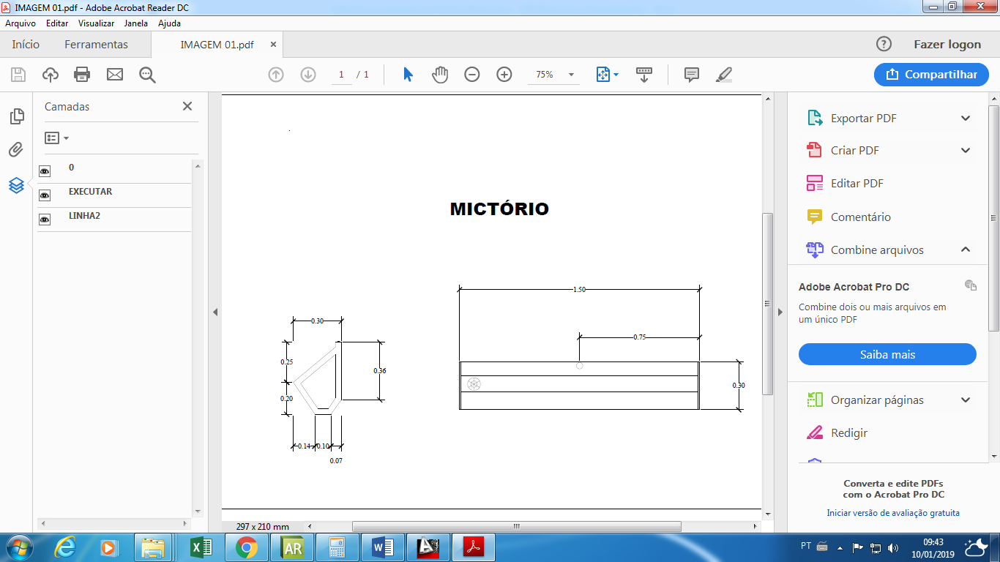 IMAGEM 01.pdf - Adobe Acrobat Reader DC
Arquivo Editar Visualizar Janela Ajuda
Início Ferramentas IMAGEM 01.pdf × ? Fazer logon
1 / 1 75% Compartilhar
Camadas
0
EXECUTAR
LINHA2
MICTÓRIO
1.50
0.75
0.30
0.30
0.25
0.36
0.20
0.14 0.10
0.07
297 x 210 mm
Exportar PDF
Criar PDF
Editar PDF
Comentário
Combine arquivos
Adobe Acrobat Pro DC
Combine dois ou mais arquivos em
um único PDF
Saiba mais
Organizar páginas
Redigir
Converta e edite PDFs
com o Acrobat Pro DC
Iniciar versão de avaliação gratuita
AR
PT
09:43
10/01/2019